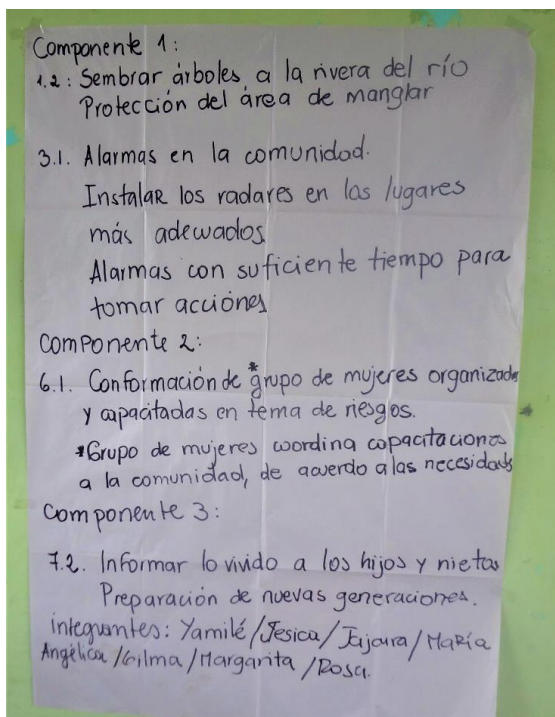 Componente 1:
1.2: Sembrar árboles a la rivera del río
Protección del área de manglar
3.1. Alarmas en la comunidad.
Instalar los radares en los lugares
más adecuados
Alarmas con suficiente tiempo para
tomar acciones
Componente 2:
6.1. Conformación de *grupo de mujeres organizadas
y capacitadas en tema de riesgos.
*Grupo de mujeres coordina capacitaciones
a la comunidad, de acuerdo a las necesidades
Componente 3:
7.2. Informar lo vivido a los hijos y nietos
Preparación de nuevas generaciones.
integrantes: Yamilé/Jesica/Jajaira/María
Angélica/Gilma/Margarita/Rosa.